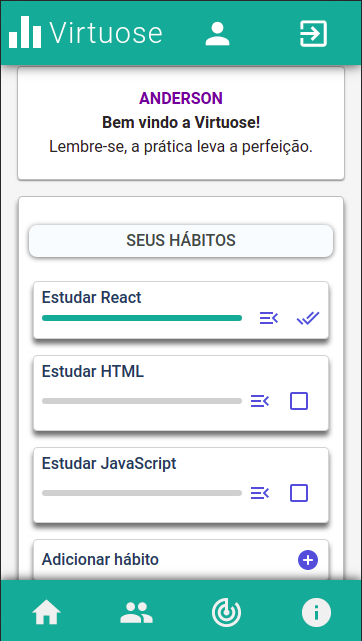 Virtuose
ANDERSON
Bem vindo a Virtuose!
Lembre-se, a prática leva a perfeição.
SEUS HÁBITOS
Estudar React
Estudar HTML
Estudar JavaScript
Adicionar hábito